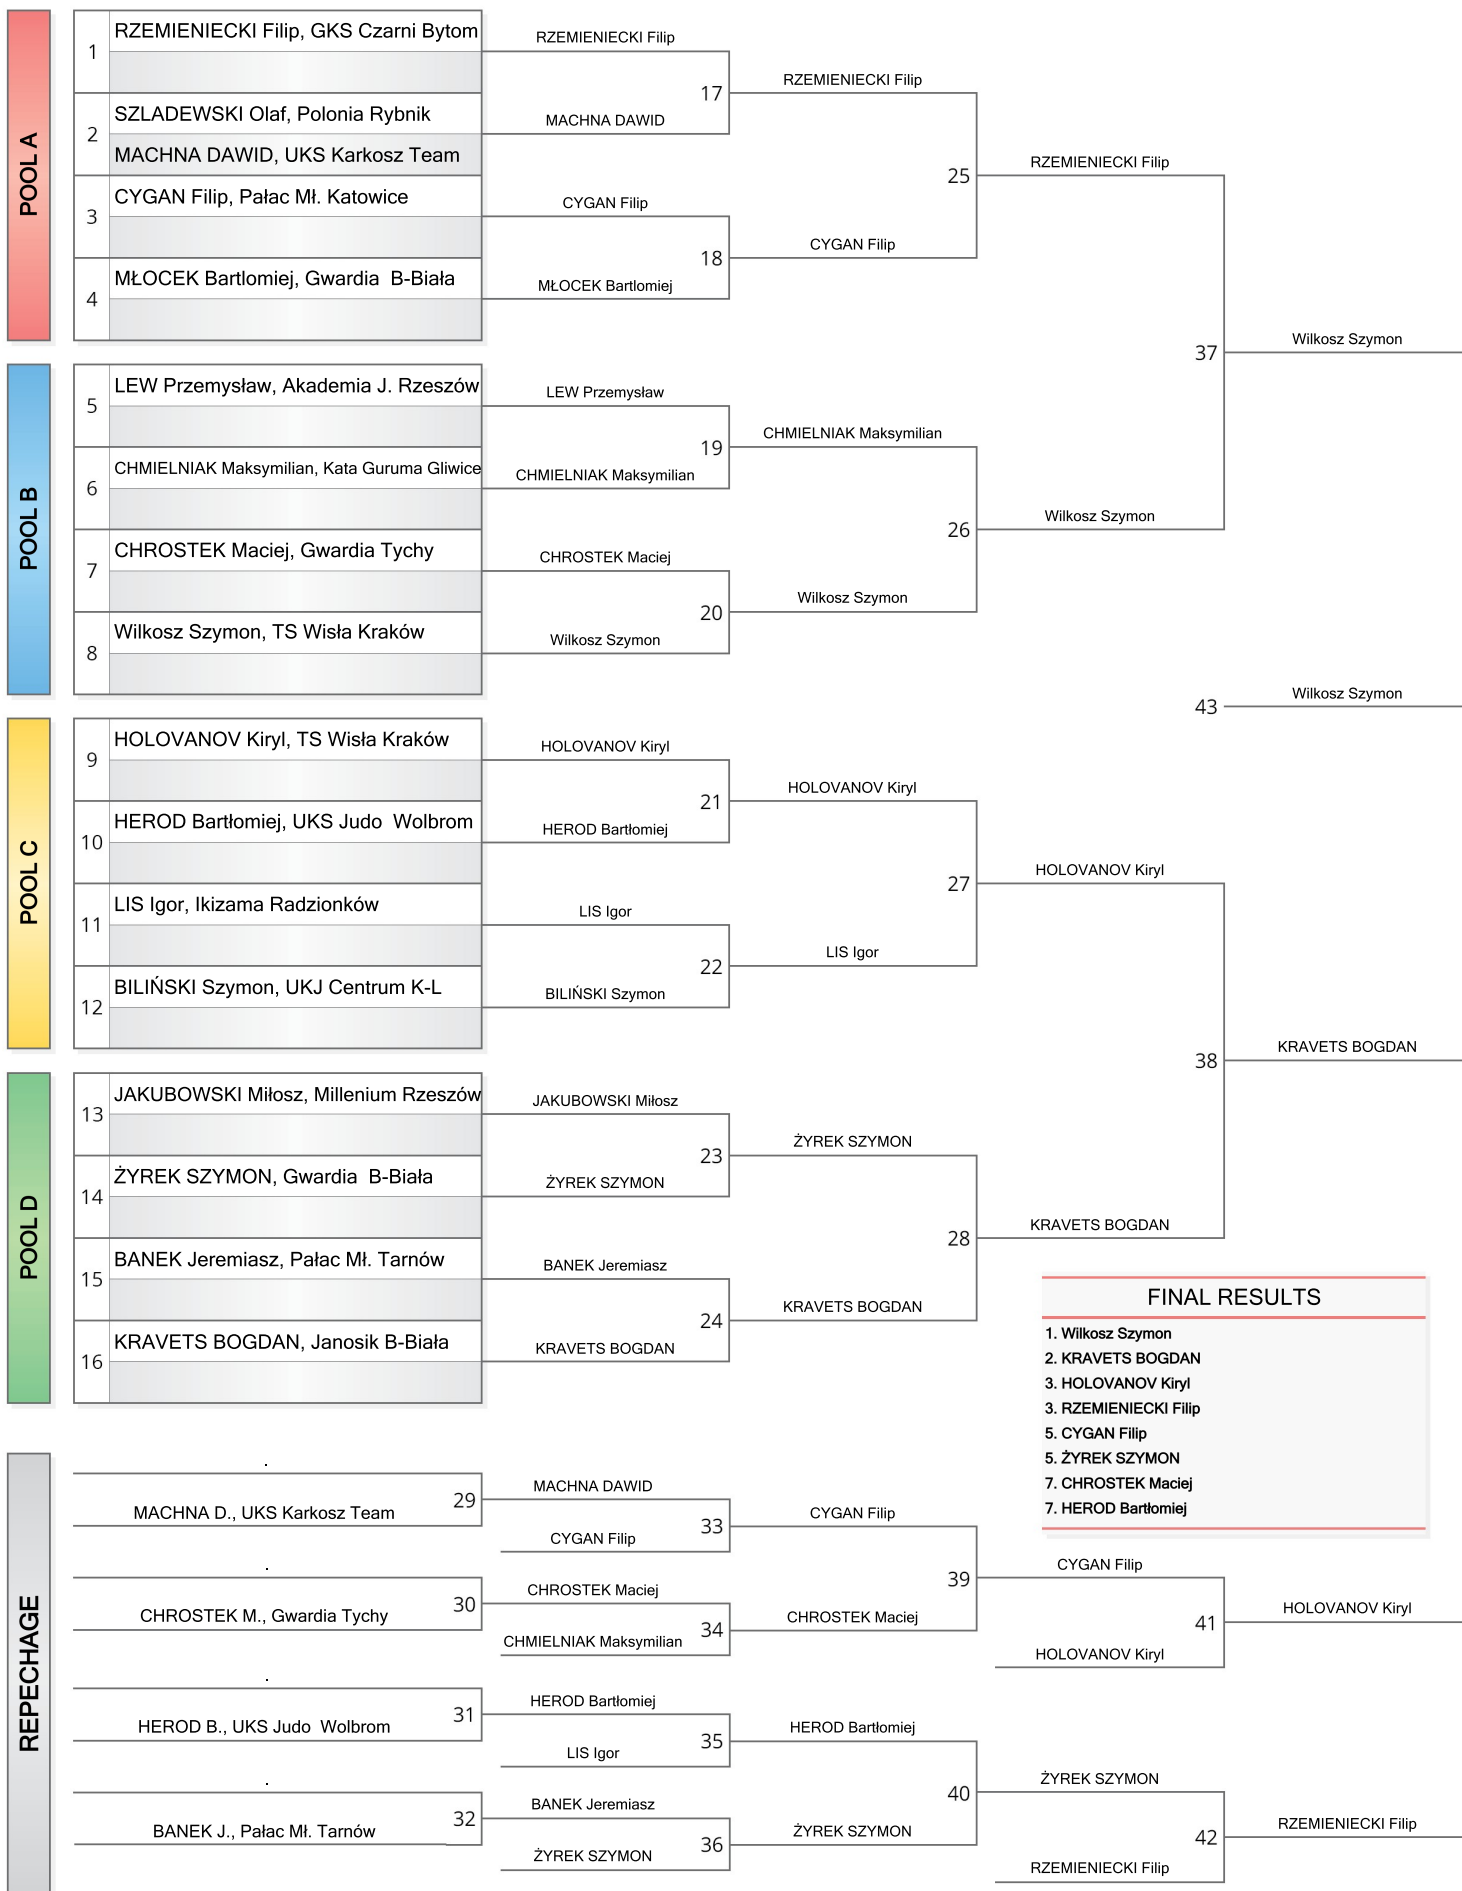 POOL A
1
RZEMIENIECKI Filip, GKS Czarni Bytom
2
SZLADEWSKI Olaf, Polonia Rybnik
MACHNA DAWID, UKS Karkosz Team
3
CYGAN Filip, Pałac Mł. Katowice
4
MŁOCEK Bartlomiej, Gwardia  B-Biała
RZEMIENIECKI Filip
17
MACHNA DAWID
CYGAN Filip
18
MŁOCEK Bartlomiej
RZEMIENIECKI Filip
25
CYGAN Filip
RZEMIENIECKI Filip
37
Wilkosz Szymon
POOL B
5
LEW Przemysław, Akademia J. Rzeszów
6
CHMIELNIAK Maksymilian, Kata Guruma Gliwice
7
CHROSTEK Maciej, Gwardia Tychy
8
Wilkosz Szymon, TS Wisła Kraków
LEW Przemysław
19
CHMIELNIAK Maksymilian
CHROSTEK Maciej
20
Wilkosz Szymon
CHMIELNIAK Maksymilian
26
Wilkosz Szymon
Wilkosz Szymon
43
Wilkosz Szymon
POOL C
9
HOLOVANOV Kiryl, TS Wisła Kraków
10
HEROD Bartłomiej, UKS Judo  Wolbrom
11
LIS Igor, Ikizama Radzionków
12
BILIŃSKI Szymon, UKJ Centrum K-L
HOLOVANOV Kiryl
21
HEROD Bartłomiej
LIS Igor
22
BILIŃSKI Szymon
HOLOVANOV Kiryl
27
LIS Igor
HOLOVANOV Kiryl
38
KRAVETS BOGDAN
POOL D
13
JAKUBOWSKI Miłosz, Millenium Rzeszów
14
ŻYREK SZYMON, Gwardia  B-Biała
15
BANEK Jeremiasz, Pałac Mł. Tarnów
16
KRAVETS BOGDAN, Janosik B-Biała
JAKUBOWSKI Miłosz
23
ŻYREK SZYMON
BANEK Jeremiasz
24
KRAVETS BOGDAN
ŻYREK SZYMON
28
KRAVETS BOGDAN
KRAVETS BOGDAN
FINAL RESULTS
1. Wilkosz Szymon
2. KRAVETS BOGDAN
3. HOLOVANOV Kiryl
3. RZEMIENIECKI Filip
5. CYGAN Filip
5. ŻYREK SZYMON
7. CHROSTEK Maciej
7. HEROD Bartłomiej
REPECHAGE
.
29
MACHNA D., UKS Karkosz Team
.
30
CHROSTEK M., Gwardia Tychy
.
31
HEROD B., UKS Judo  Wolbrom
.
32
BANEK J., Pałac Mł. Tarnów
MACHNA DAWID
33
CYGAN Filip
CHROSTEK Maciej
34
CHMIELNIAK Maksymilian
HEROD Bartłomiej
35
LIS Igor
BANEK Jeremiasz
36
ŻYREK SZYMON
CYGAN Filip
39
CHROSTEK Maciej
HEROD Bartłomiej
40
ŻYREK SZYMON
CYGAN Filip
41
HOLOVANOV Kiryl
HOLOVANOV Kiryl
ŻYREK SZYMON
42
RZEMIENIECKI Filip
RZEMIENIECKI Filip